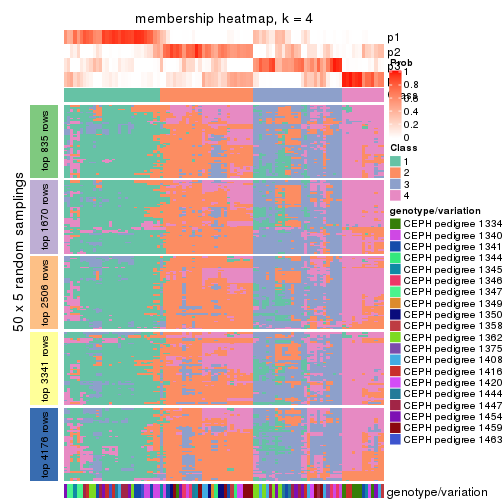 membership heatmap, k = 4
p1
p2
p3
Prob
1
0.8
0.6
0.4
0.2
0
Class
1
2
3
4
genotype/variation
CEPH pedigree 1334
CEPH pedigree 1340
CEPH pedigree 1341
CEPH pedigree 1344
CEPH pedigree 1345
CEPH pedigree 1346
CEPH pedigree 1347
CEPH pedigree 1349
CEPH pedigree 1350
CEPH pedigree 1358
CEPH pedigree 1362
CEPH pedigree 1375
CEPH pedigree 1408
CEPH pedigree 1416
CEPH pedigree 1420
CEPH pedigree 1444
CEPH pedigree 1447
CEPH pedigree 1454
CEPH pedigree 1459
CEPH pedigree 1463
50 x 5 random samplings
top 835 rows
top 1670 rows
top 2506 rows
top 3341 rows
top 4176 rows
genotype/variation